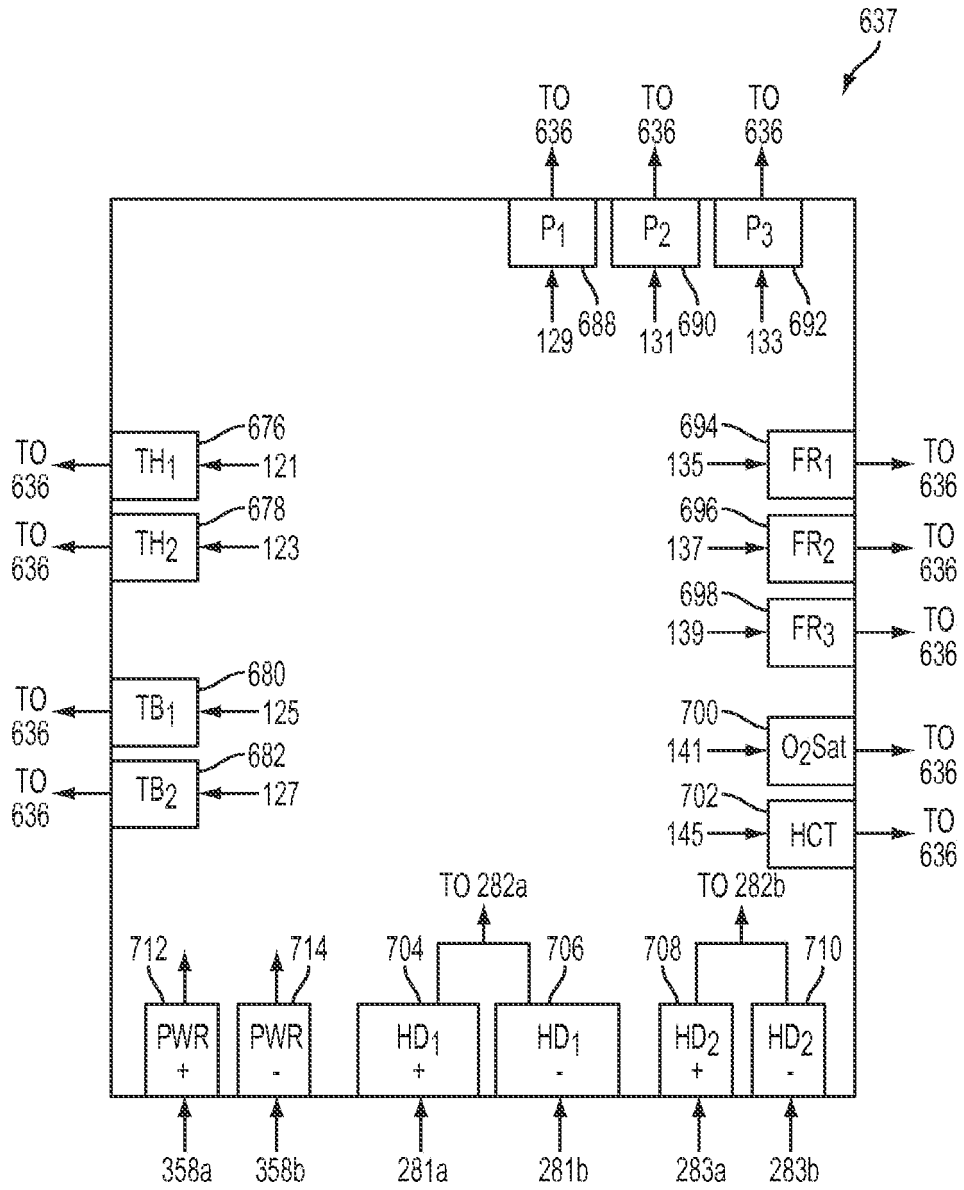 637
TO 636
TO 636
TO 636
P1
P2
P3
129
688
131
690
133
692
TO 636
TH1
676
121
TO 636
TH2
678
123
TO 636
TB1
680
125
TO 636
TB2
682
127
694
135
FR1
TO 636
696
137
FR2
TO 636
698
139
FR3
TO 636
700
141
O2Sat
TO 636
702
145
HCT
TO 636
TO 282a
TO 282b
712
714
704
706
708
710
PWR +
PWR -
HD1 +
HD1 -
HD2 +
HD2 -
358a
358b
281a
281b
283a
283b